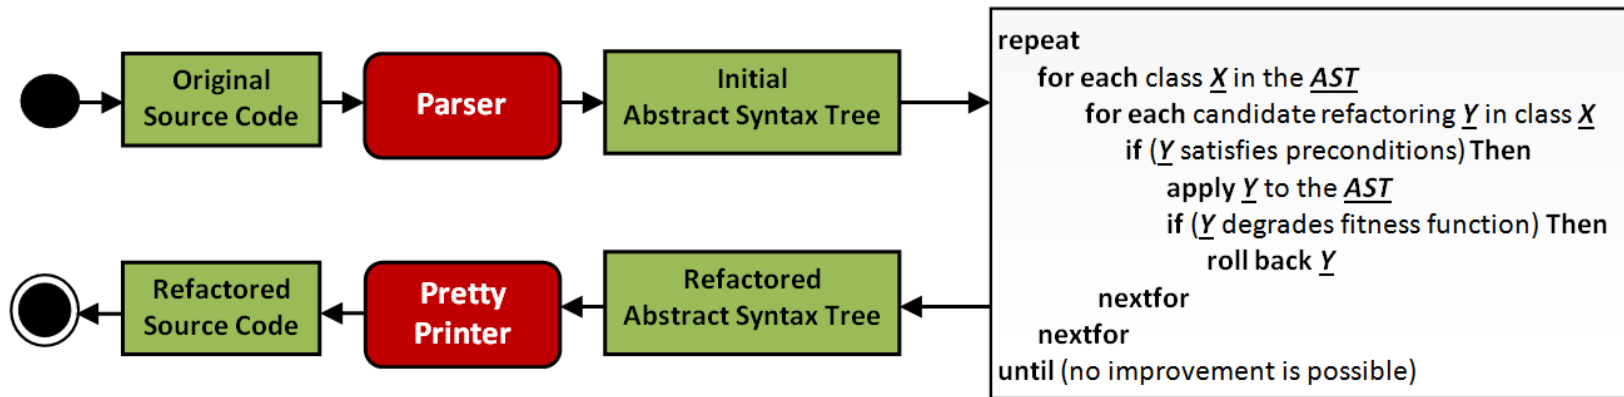 Original
Source Code
Parser
Initial
Abstract Syntax Tree
repeat
for each class X in the AST
for each candidate refactoring Y in class X
if (Y satisfies preconditions) Then
apply Y to the AST
if (Y degrades fitness function) Then
roll back Y
nextfor
nextfor
until (no improvement is possible)
Refactored
Abstract Syntax Tree
Pretty
Printer
Refactored
Source Code